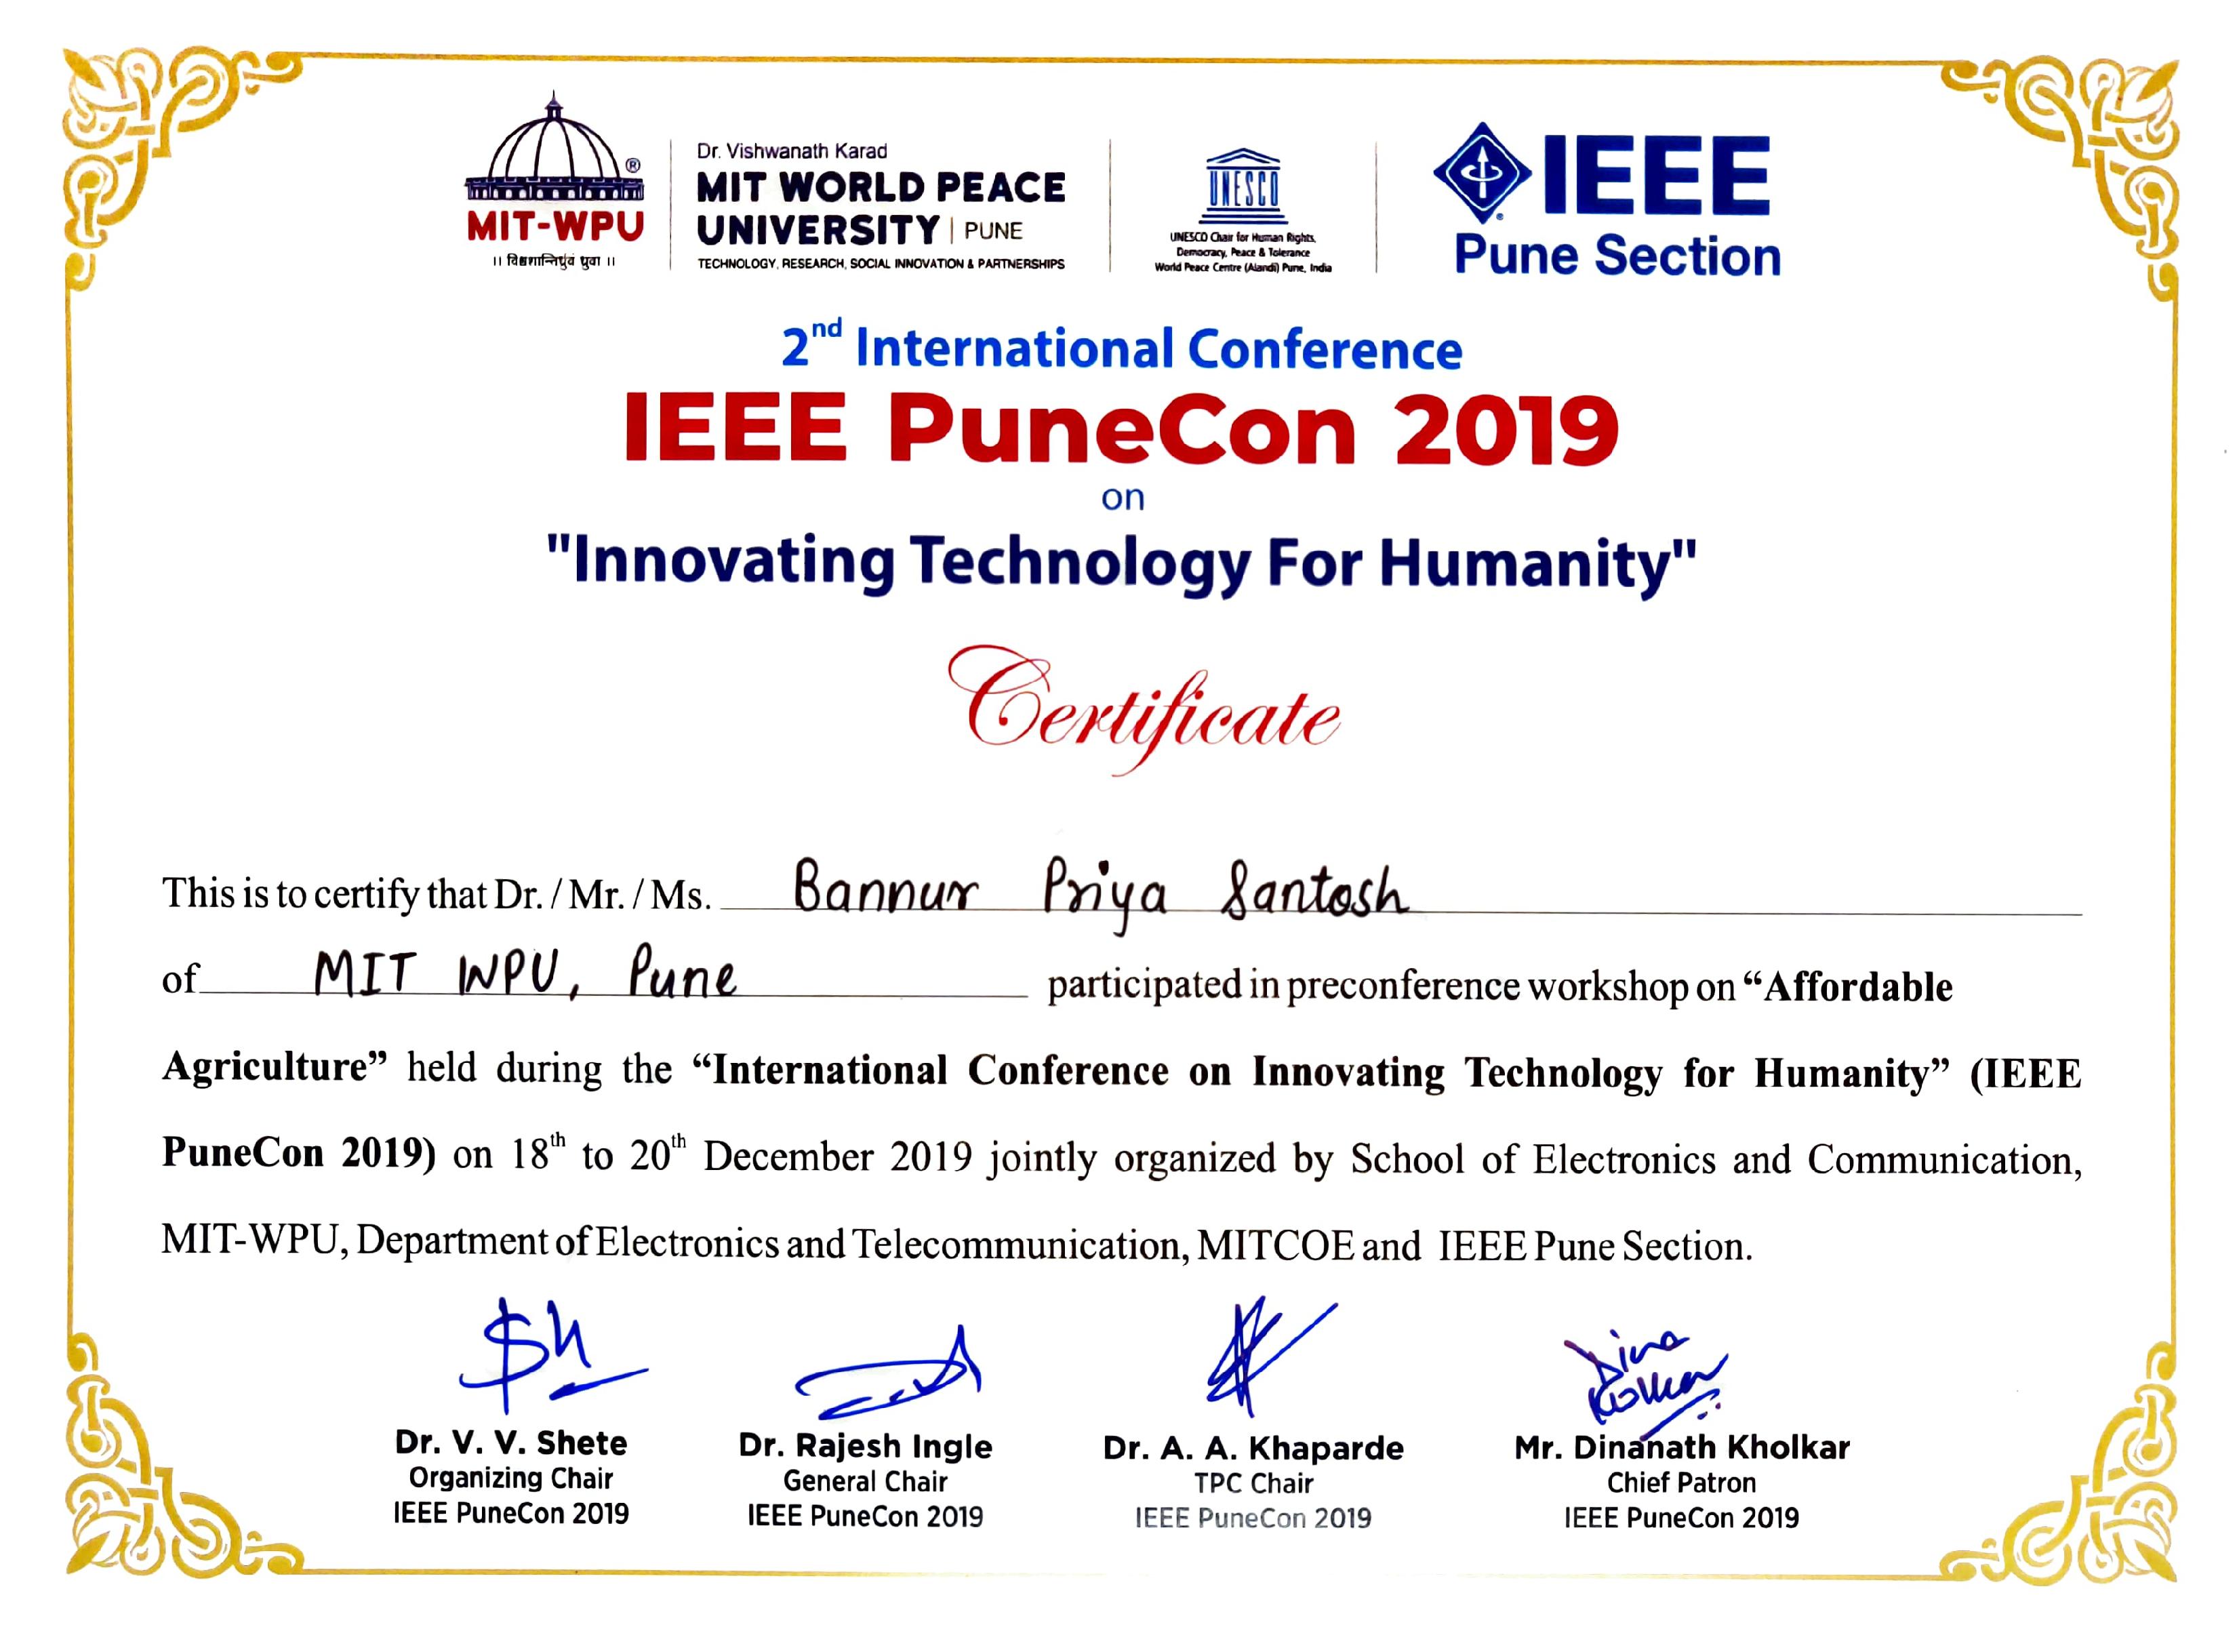 MIT-WPU
®
॥ विश्वशान्तिर्ध्रुवं ध्रुवा ॥
Dr. Vishwanath Karad
MIT WORLD PEACE
UNIVERSITY | PUNE
TECHNOLOGY, RESEARCH, SOCIAL INNOVATION & PARTNERSHIPS
UNESCO
UNESCO Chair for Human Rights,
Democracy, Peace & Tolerance
World Peace Centre (Alandi) Pune, India
IEEE
Pune Section
2nd International Conference
IEEE PuneCon 2019
on
"Innovating Technology For Humanity"
Certificate
This is to certify that Dr. / Mr. / Ms. Bannur Priya Santosh
of MIT WPU, Pune participated in preconference workshop on “Affordable
Agriculture” held during the “International Conference on Innovating Technology for Humanity” (IEEE
PuneCon 2019) on 18th to 20th December 2019 jointly organized by School of Electronics and Communication,
MIT-WPU, Department of Electronics and Telecommunication, MITCOE and IEEE Pune Section.
Dr. V. V. Shete
Organizing Chair
IEEE PuneCon 2019
Dr. Rajesh Ingle
General Chair
IEEE PuneCon 2019
Dr. A. A. Khaparde
TPC Chair
IEEE PuneCon 2019
Dina
Kholkar
Mr. Dinanath Kholkar
Chief Patron
IEEE PuneCon 2019